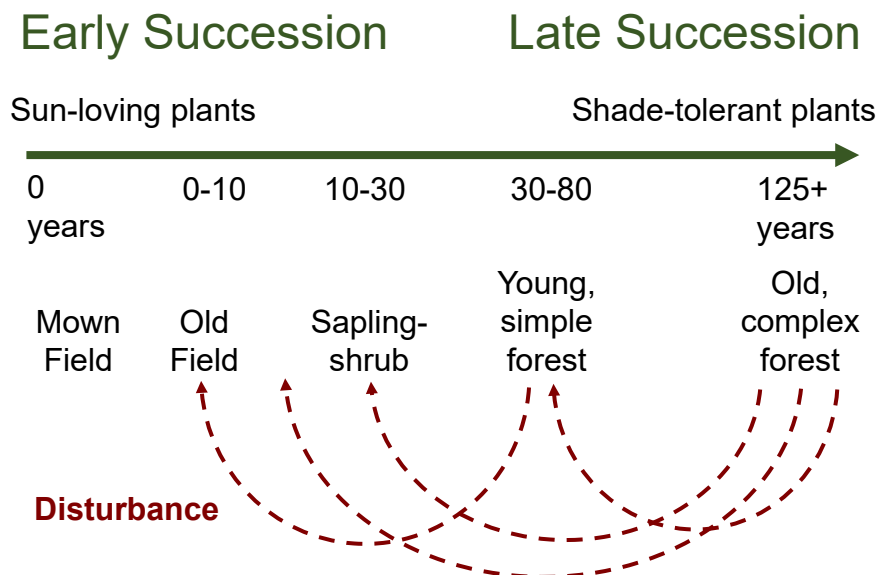 Early Succession
Late Succession
Sun-loving plants
Shade-tolerant plants
0
years
0-10
10-30
30-80
125+
years
Mown
Field
Old
Field
Sapling-
shrub
Young,
simple
forest
Old,
complex
forest
Disturbance